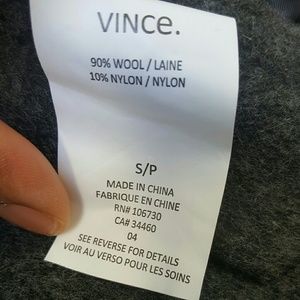 VINCe.
90% WOOL / LAINE
10% NYLON / NYLON
S/P
MADE IN CHINA
FABRIQUE EN CHINE
RN# 106730
CA# 34460
04
SEE REVERSE FOR DETAILS
VOIR AU VERSO POUR LES SOINS